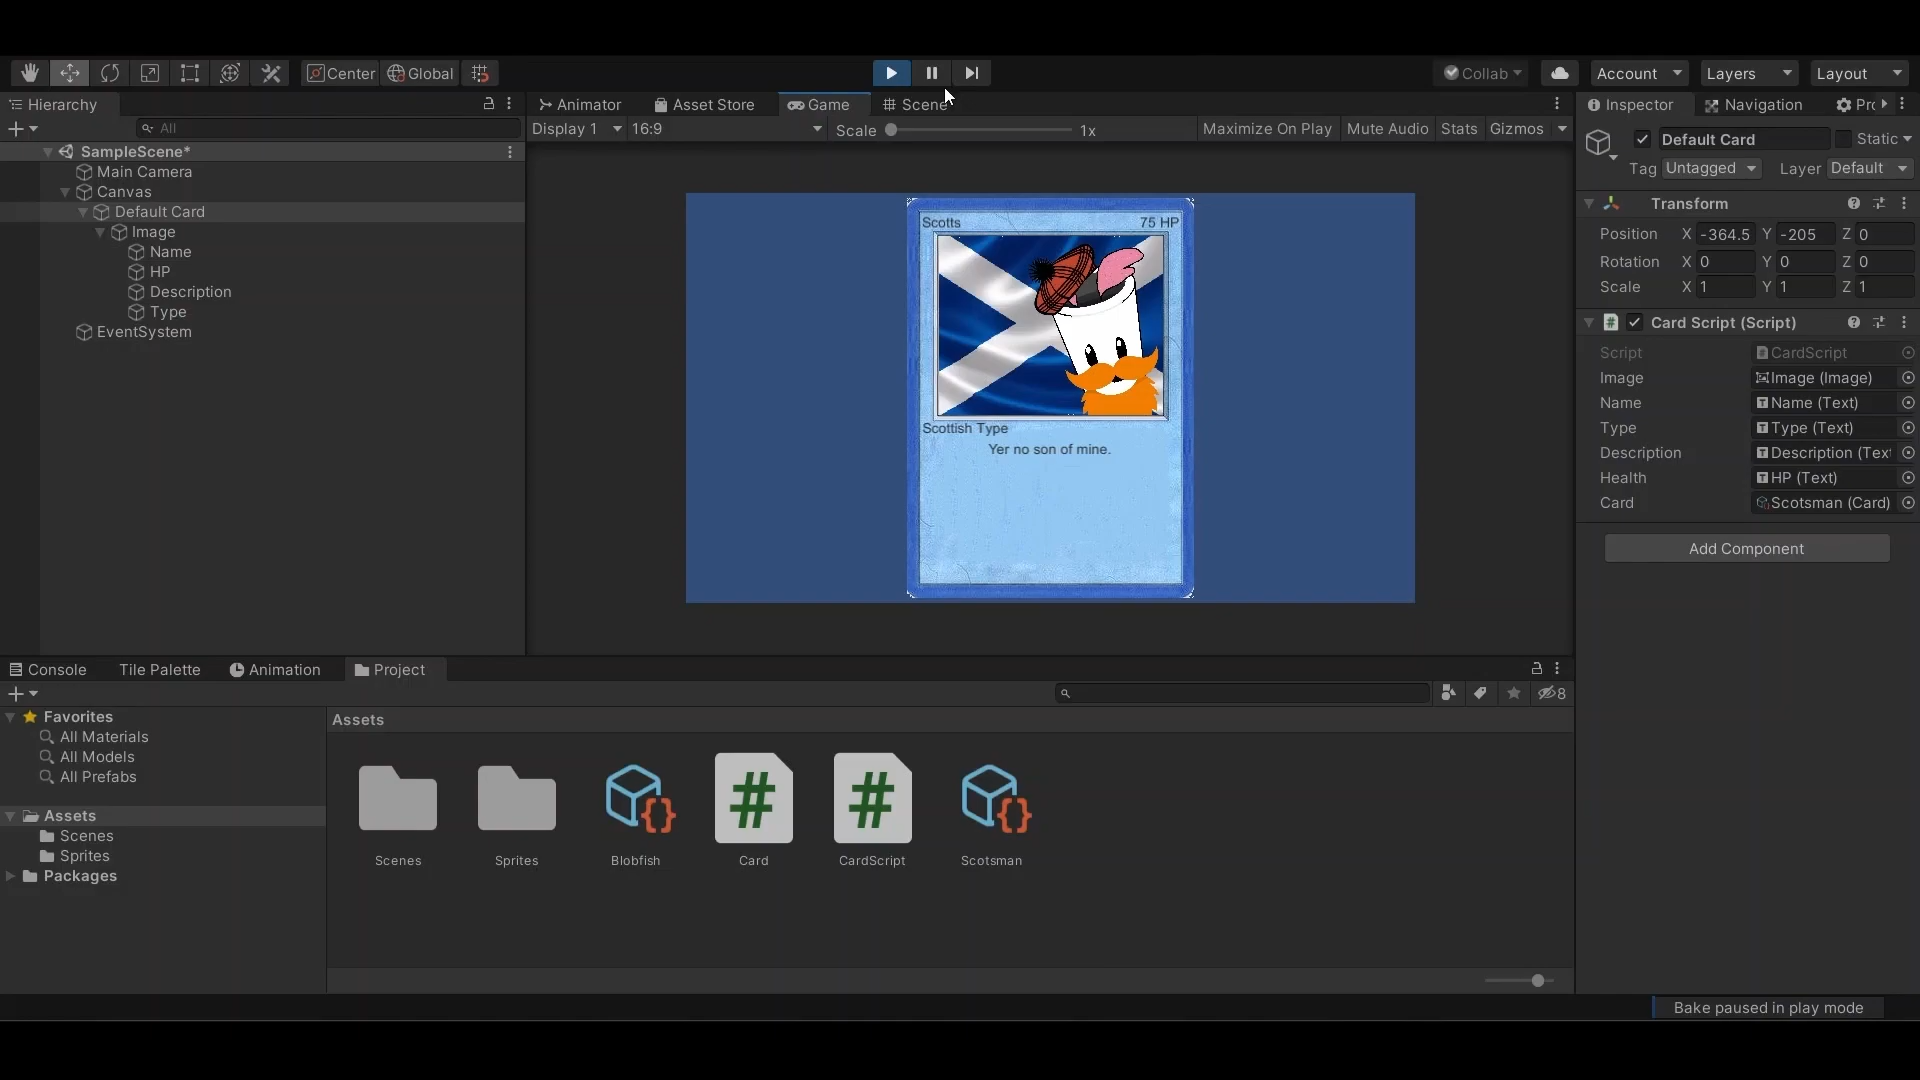 Center
Global
Collab
Account
Layers
Layout
Hierarchy
All
SampleScene*
Main Camera
Canvas
Default Card
Image
Name
HP
Description
Type
EventSystem
Animator
Asset Store
Game
Scene
Display 1
16:9
Scale
1x
Maximize On Play
Mute Audio
Stats
Gizmos
Scotts
75 HP
Scottish Type
Yer no son of mine.
Inspector
Navigation
Pro
Default Card
Static
Tag Untagged
Layer Default
Transform
Position X -364.5 Y -205 Z 0
Rotation X 0 Y 0 Z 0
Scale X 1 Y 1 Z 1
# Card Script (Script)
Script CardScript
Image Image (Image)
Name Name (Text)
Type Type (Text)
Description Description (Tex
Health HP (Text)
Card Scotsman (Card)
Add Component
Console
Tile Palette
Animation
Project
8
Favorites
All Materials
All Models
All Prefabs
Assets
Scenes
Sprites
Packages
Assets
Scenes
Sprites
Blobfish
# Card
# CardScript
Scotsman
Bake paused in play mode